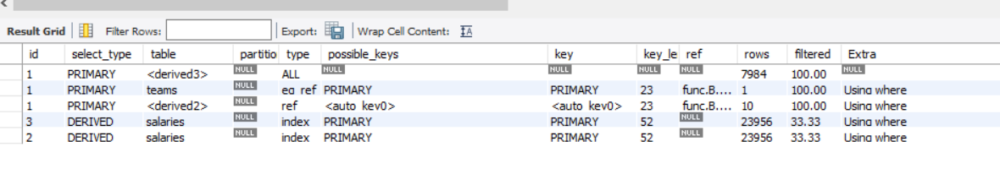 Result Grid Filter Rows: Export: Wrap Cell Content: IA
id select_type table partitio type possible_keys key key_le ref rows filtered Extra
1 PRIMARY <derived3> NULL ALL NULL NULL NULL NULL 7984 100.00 NULL
1 PRIMARY teams NULL eq_ref PRIMARY PRIMARY 23 func,B.... 1 100.00 Using where
1 PRIMARY <derived2> NULL ref <auto_key0> <auto_key0> 23 func,B.... 10 100.00 Using where
3 DERIVED salaries NULL index PRIMARY PRIMARY 52 NULL 23956 33.33 Using where
2 DERIVED salaries NULL index PRIMARY PRIMARY 52 NULL 23956 33.33 Using where